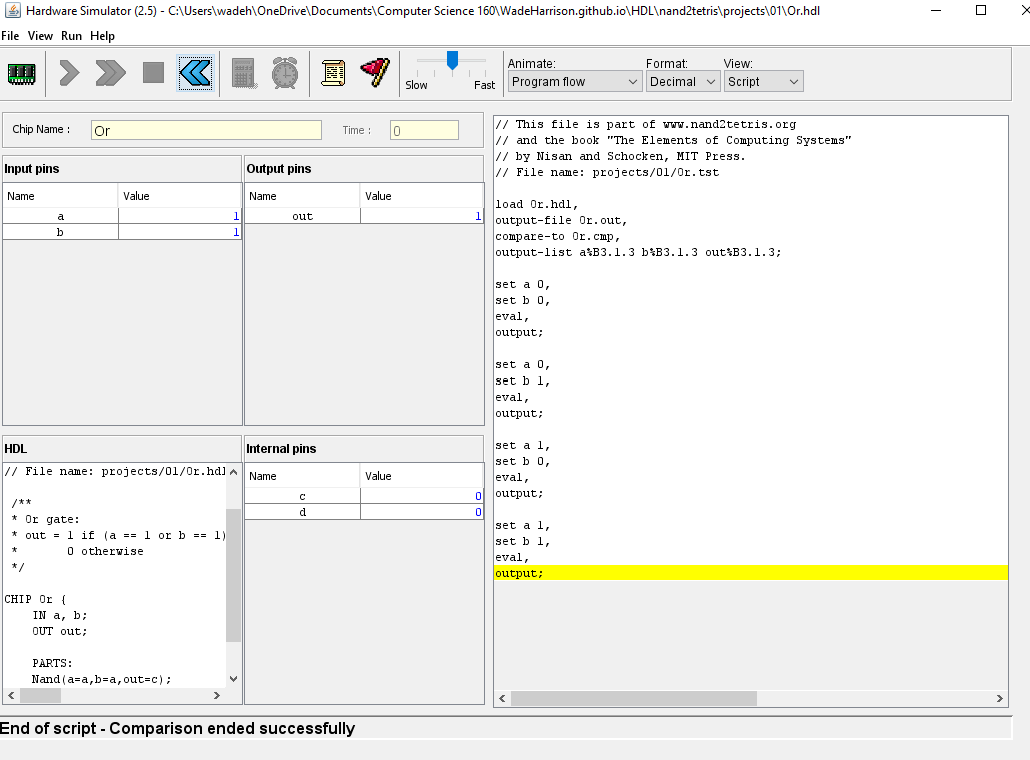 Hardware Simulator (2.5) - C:\Users\wadeh\OneDrive\Documents\Computer Science 160\WadeHarrison.github.io\HDL\nand2tetris\projects\01\Or.hdl
File View Run Help
Slow Fast
Animate: Format: View:
Program flow Decimal Script
Chip Name : Or Time : 0
Input pins
Name Value
a 1
b 1
Output pins
Name Value
out 1
HDL
// File name: projects/01/Or.hdl
/**
* Or gate:
* out = 1 if (a == 1 or b == 1)
* 0 otherwise
*/
CHIP Or {
IN a, b;
OUT out;
PARTS:
Nand(a=a,b=a,out=c);
Internal pins
Name Value
c 0
d 0
// This file is part of www.nand2tetris.org
// and the book "The Elements of Computing Systems"
// by Nisan and Schocken, MIT Press.
// File name: projects/01/Or.tst
load Or.hdl,
output-file Or.out,
compare-to Or.cmp,
output-list a%B3.1.3 b%B3.1.3 out%B3.1.3;
set a 0,
set b 0,
eval,
output;
set a 0,
set b 1,
eval,
output;
set a 1,
set b 0,
eval,
output;
set a 1,
set b 1,
eval,
output;
End of script - Comparison ended successfully